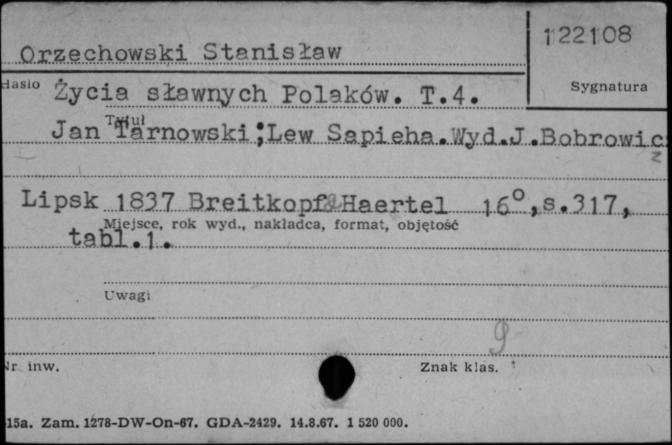 Orzechowski Stanisław
122108
Hasło
Sygnatura
Życia sławnych Polaków. T.4.
Tytuł
Jan Tarnowski;Lew Sapieha.Wyd.J.Bobrowic
z
Lipsk 1837 Breitkopf&Haertel 16°,s.317,
Miejsce, rok wyd., nakładca, format, objętość
tabl.1.
Uwagi
9
Nr inw.
Znak klas.
15a. Zam. 1278-DW-On-67. GDA-2429. 14.8.67. 1 520 000.